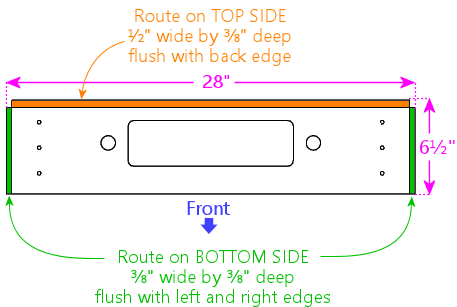 Route on TOP SIDE
½" wide by ⅜" deep
flush with back edge
28"
6½"
Front
Route on BOTTOM SIDE
⅜" wide by ⅜" deep
flush with left and right edges